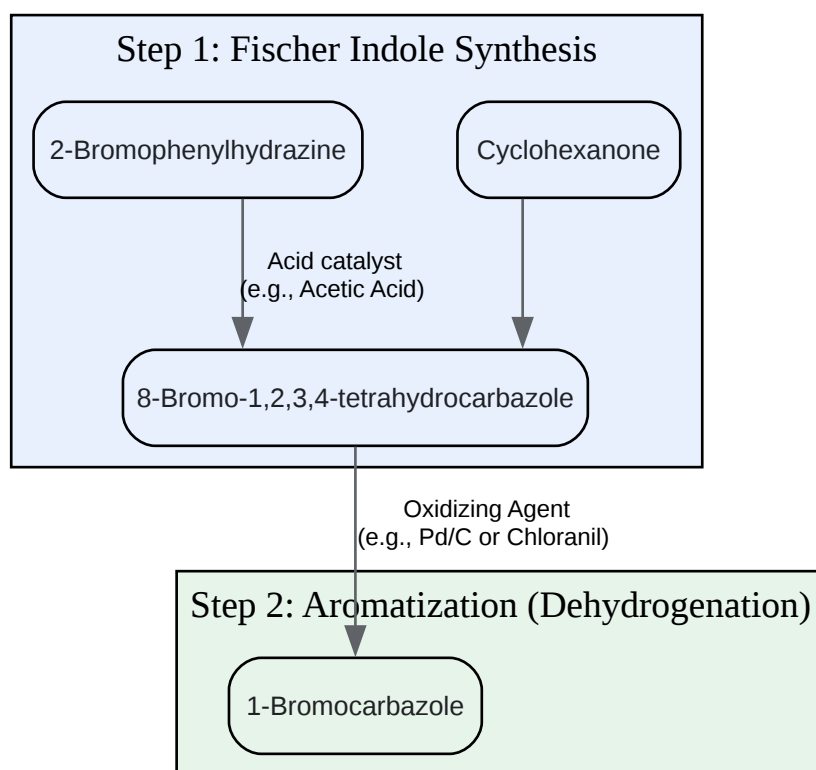 Step 1: Fischer Indole Synthesis
2-Bromophenylhydrazine
Cyclohexanone
Acid catalyst
(e.g., Acetic Acid)
8-Bromo-1,2,3,4-tetrahydrocarbazole
Oxidizing Agent
(e.g., Pd/C or Chloranil)
Step 2: Aromatization (Dehydrogenation)
1-Bromocarbazole